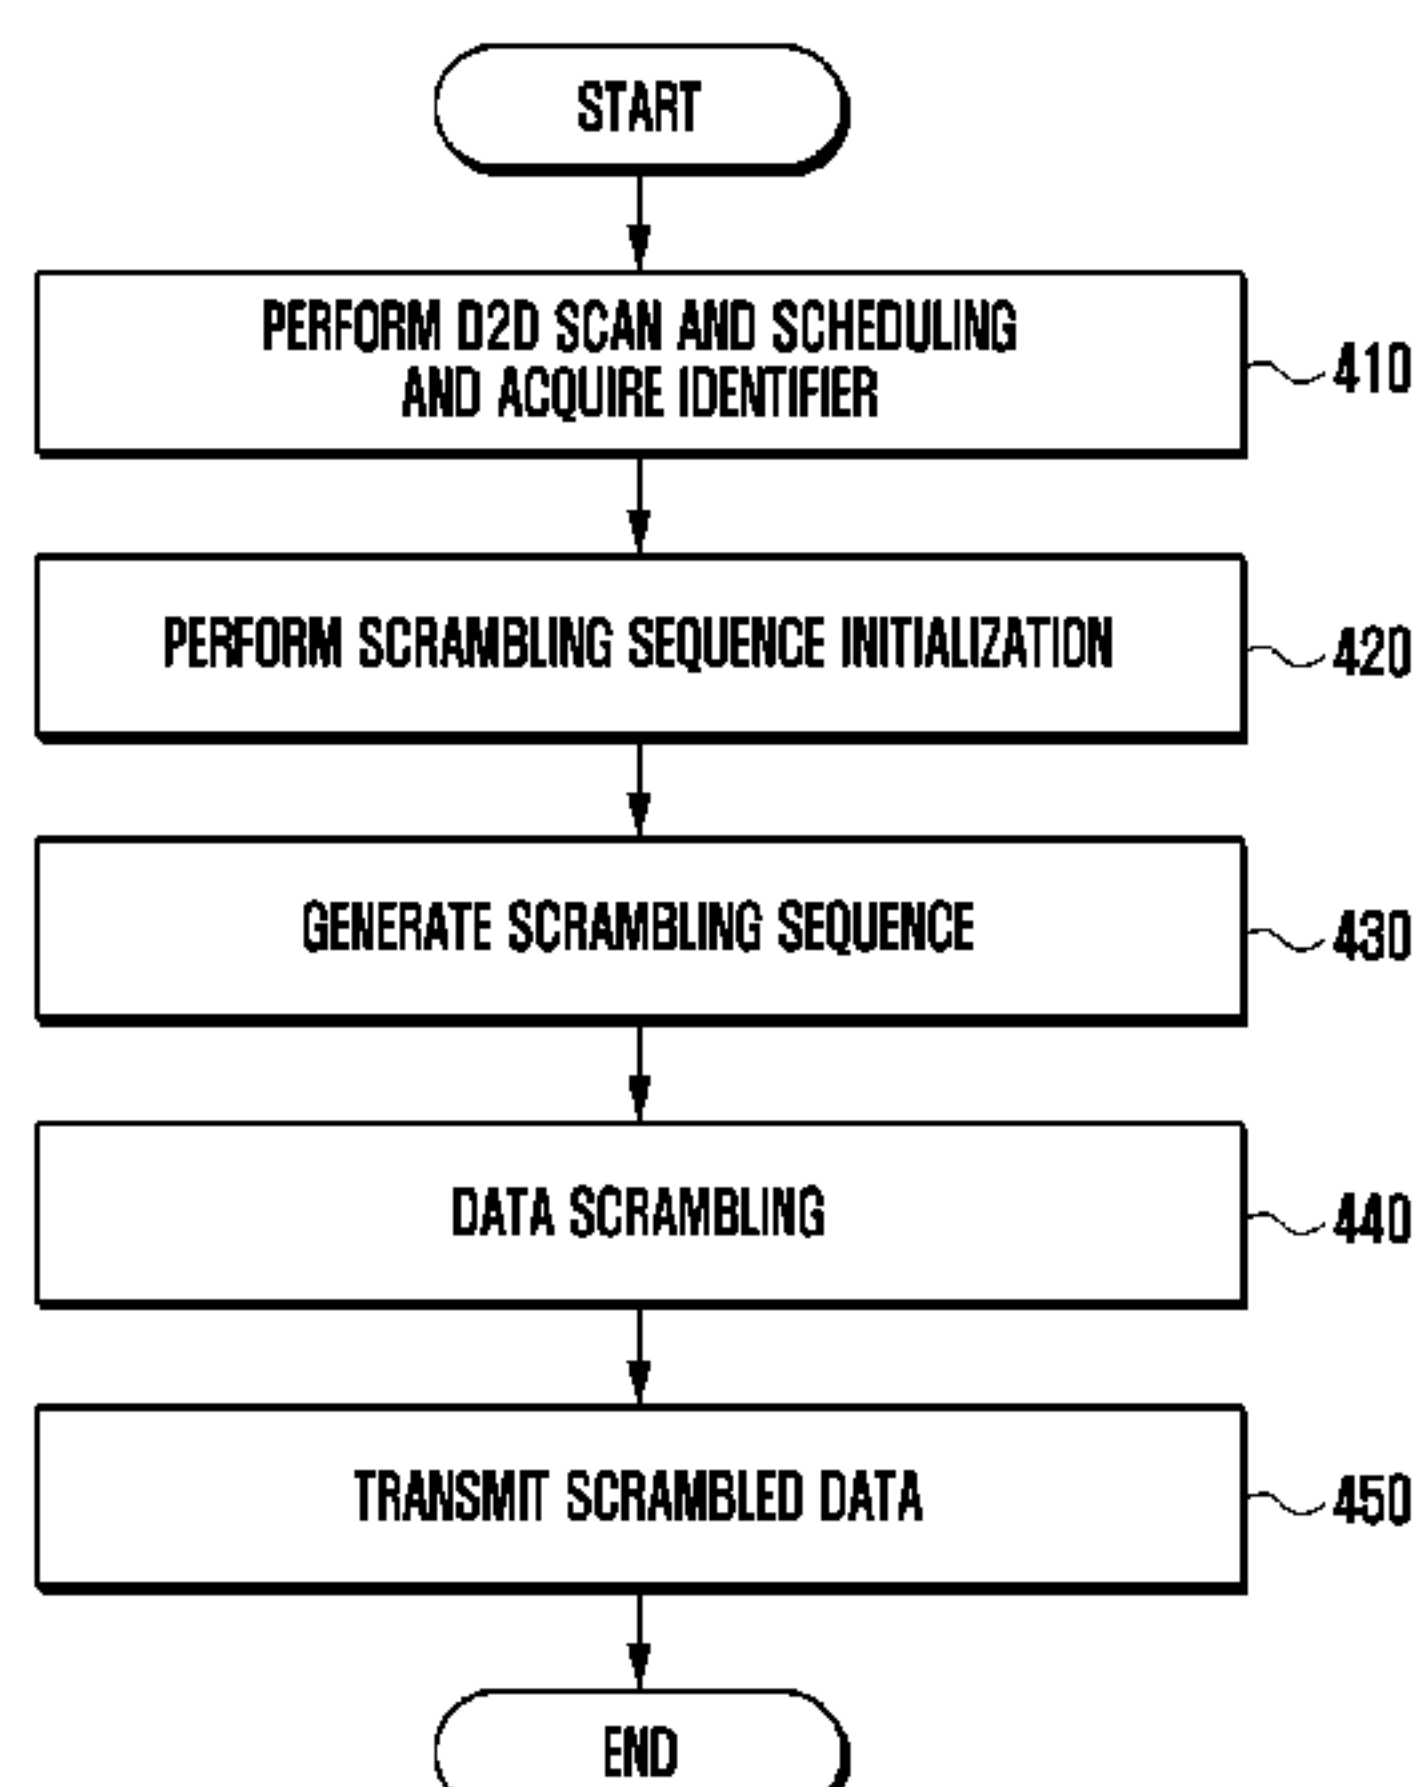 START
PERFORM D2D SCAN AND SCHEDULING
AND ACQUIRE IDENTIFIER
410
PERFORM SCRAMBLING SEQUENCE INITIALIZATION
420
GENERATE SCRAMBLING SEQUENCE
430
DATA SCRAMBLING
440
TRANSMIT SCRAMBLED DATA
450
END